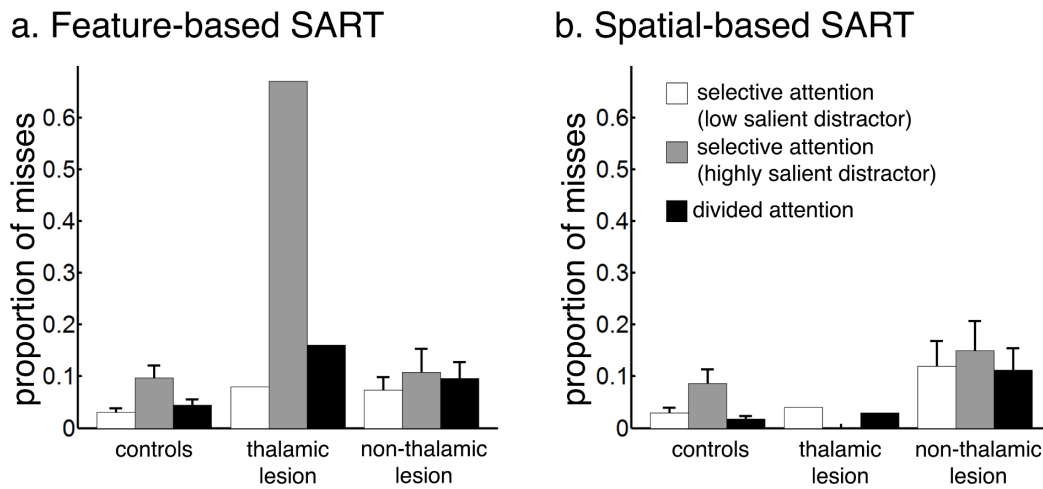 a. Feature-based SART
proportion of misses
0.6
0.5
0.4
0.3
0.2
0.1
0
controls
thalamic
lesion
non-thalamic
lesion
b. Spatial-based SART
proportion of misses
0.6
0.5
0.4
0.3
0.2
0.1
0
selective attention
(low salient distractor)
selective attention
(highly salient distractor)
divided attention
controls
thalamic
lesion
non-thalamic
lesion